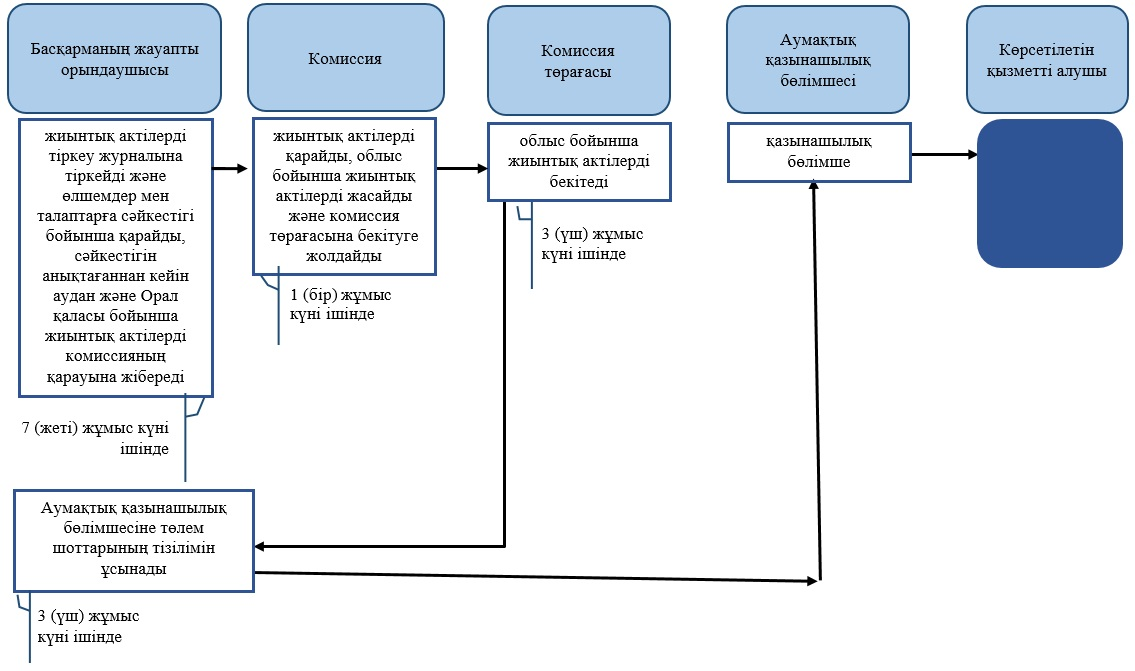 Басқарманың жауапты
орындаушысы
Комиссия
Комиссия
төрағасы
Аумақтық
қазынашылық
бөлімшесі
Көрсетілетін
қызметті алушы
жиынтық актілерді
тіркеу журналына
тіркейді және
өлшемдер мен
талаптарға сәйкестігі
бойынша қарайды,
сәйкестігін
анықтағаннан кейін
аудан және Орал
қаласы бойынша
жиынтық актілерді
комиссияның
қарауына жібереді
7 (жеті) жұмыс күні
ішінде
жиынтық актілерді
қарайды, облыс
бойынша жиынтық
актілерді жасайды
және комиссия
төрағасына бекітуге
жолдайды
1 (бір) жұмыс
күні ішінде
облыс бойынша
жиынтық актілерді
бекітеді
3 (үш) жұмыс
күні ішінде
қазынашылық
бөлімше
Аумақтық қазынашылық
бөлімшесіне төлем
шоттарының тізілімін
ұсынады
3 (үш) жұмыс
күні ішінде